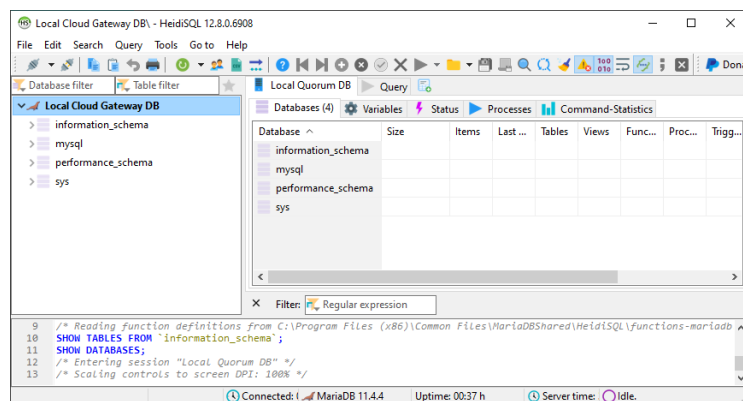 Local Cloud Gateway DB\ - HeidiSQL 12.8.0.6908
File Edit Search Query Tools Go to Help
Database filter Table filter
Local Quorum DB Query
Local Cloud Gateway DB
information_schema
mysql
performance_schema
sys
Databases (4) Variables Status Processes Command-Statistics
Database Size Items Last ... Tables Views Func... Proc... Trigg...
information_schema
mysql
performance_schema
sys
Filter: Regular expression
9 /* Reading function definitions from C:\Program Files (x86)\Common Files\MariaDBShared\HeidiSQL\functions-mariadb
10 SHOW TABLES FROM `information_schema`;
11 SHOW DATABASES;
12 /* Entering session "Local Quorum DB" */
13 /* Scaling controls to screen DPI: 100% */
Connected: MariaDB 11.4.4 Uptime: 00:37 h Server time: Idle.